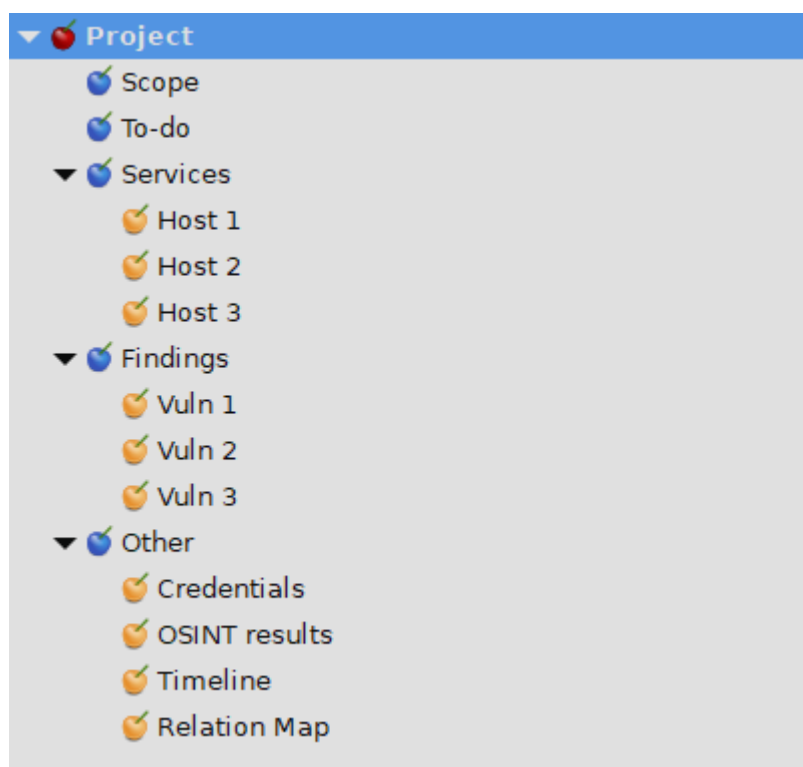 Project
Scope
To-do
Services
Host 1
Host 2
Host 3
Findings
Vuln 1
Vuln 2
Vuln 3
Other
Credentials
OSINT results
Timeline
Relation Map